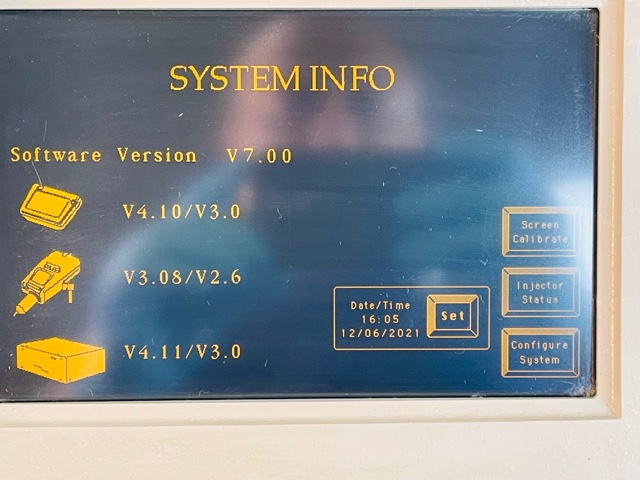 SYSTEM INFO
Software Version V7.00
V4.10/V3.0
V3.08/V2.6
V4.11/V3.0
Date/Time
16:05
12/06/2021
Set
Screen
Calibrate
Injector
Status
Configure
System